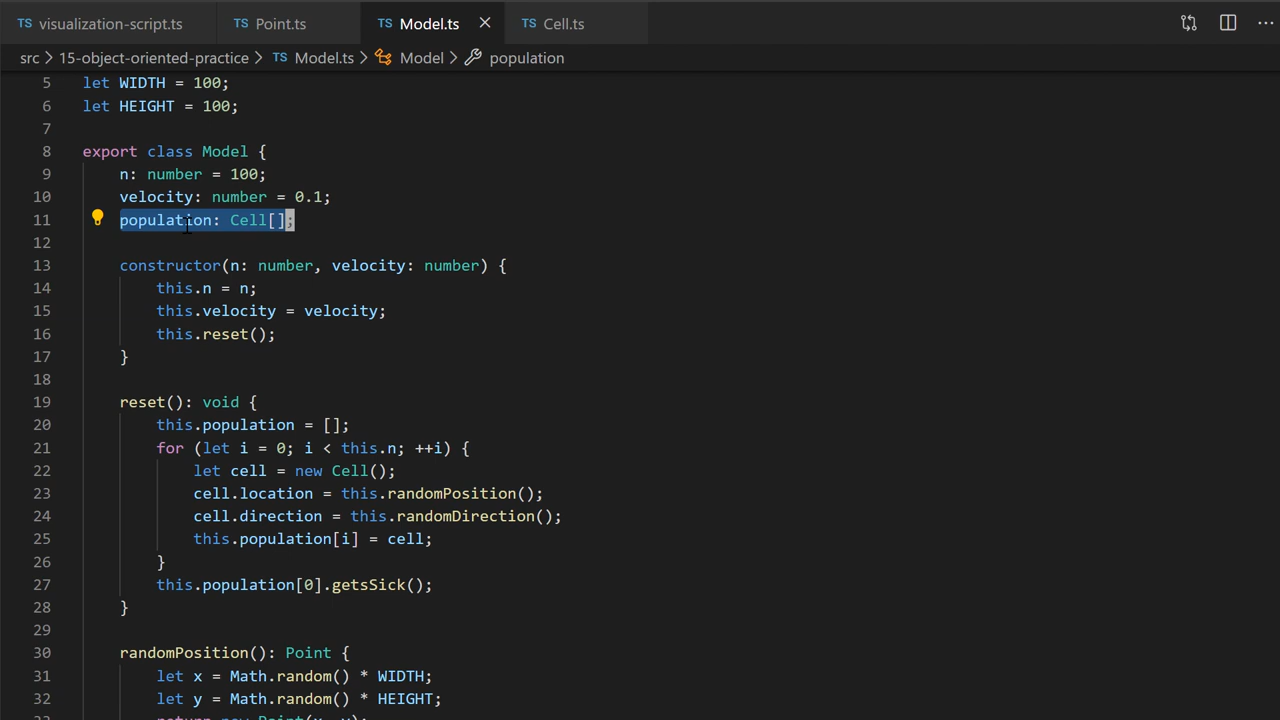 TS visualization-script.ts TS Point.ts TS Model.ts × TS Cell.ts ···
src > 15-object-oriented-practice > TS Model.ts > Model > population
5 let WIDTH = 100;
6 let HEIGHT = 100;
7
8 export class Model {
9 n: number = 100;
10 velocity: number = 0.1;
11 population: Cell[];
12
13 constructor(n: number, velocity: number) {
14 this.n = n;
15 this.velocity = velocity;
16 this.reset();
17 }
18
19 reset(): void {
20 this.population = [];
21 for (let i = 0; i < this.n; ++i) {
22 let cell = new Cell();
23 cell.location = this.randomPosition();
24 cell.direction = this.randomDirection();
25 this.population[i] = cell;
26 }
27 this.population[0].getsSick();
28 }
29
30 randomPosition(): Point {
31 let x = Math.random() * WIDTH;
32 let y = Math.random() * HEIGHT;